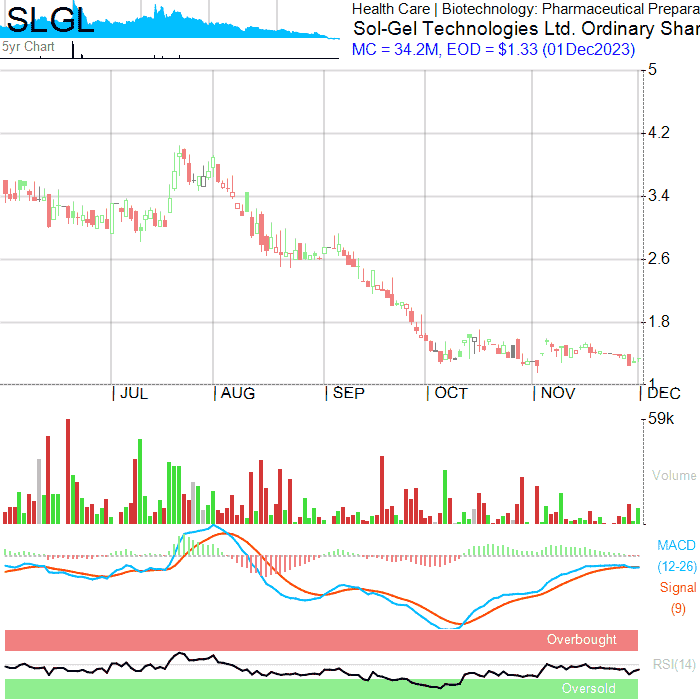 SLGL
5yr Chart
Health Care | Biotechnology: Pharmaceutical Prepara
Sol-Gel Technologies Ltd. Ordinary Shar
MC = 34.2M, EOD = $1.33 (01Dec2023)
5
4.2
3.4
2.6
1.8
1
JUL AUG SEP OCT NOV DEC
59k
Volume
MACD
(12-26)
Signal
(9)
Overbought
RSI(14)
Oversold